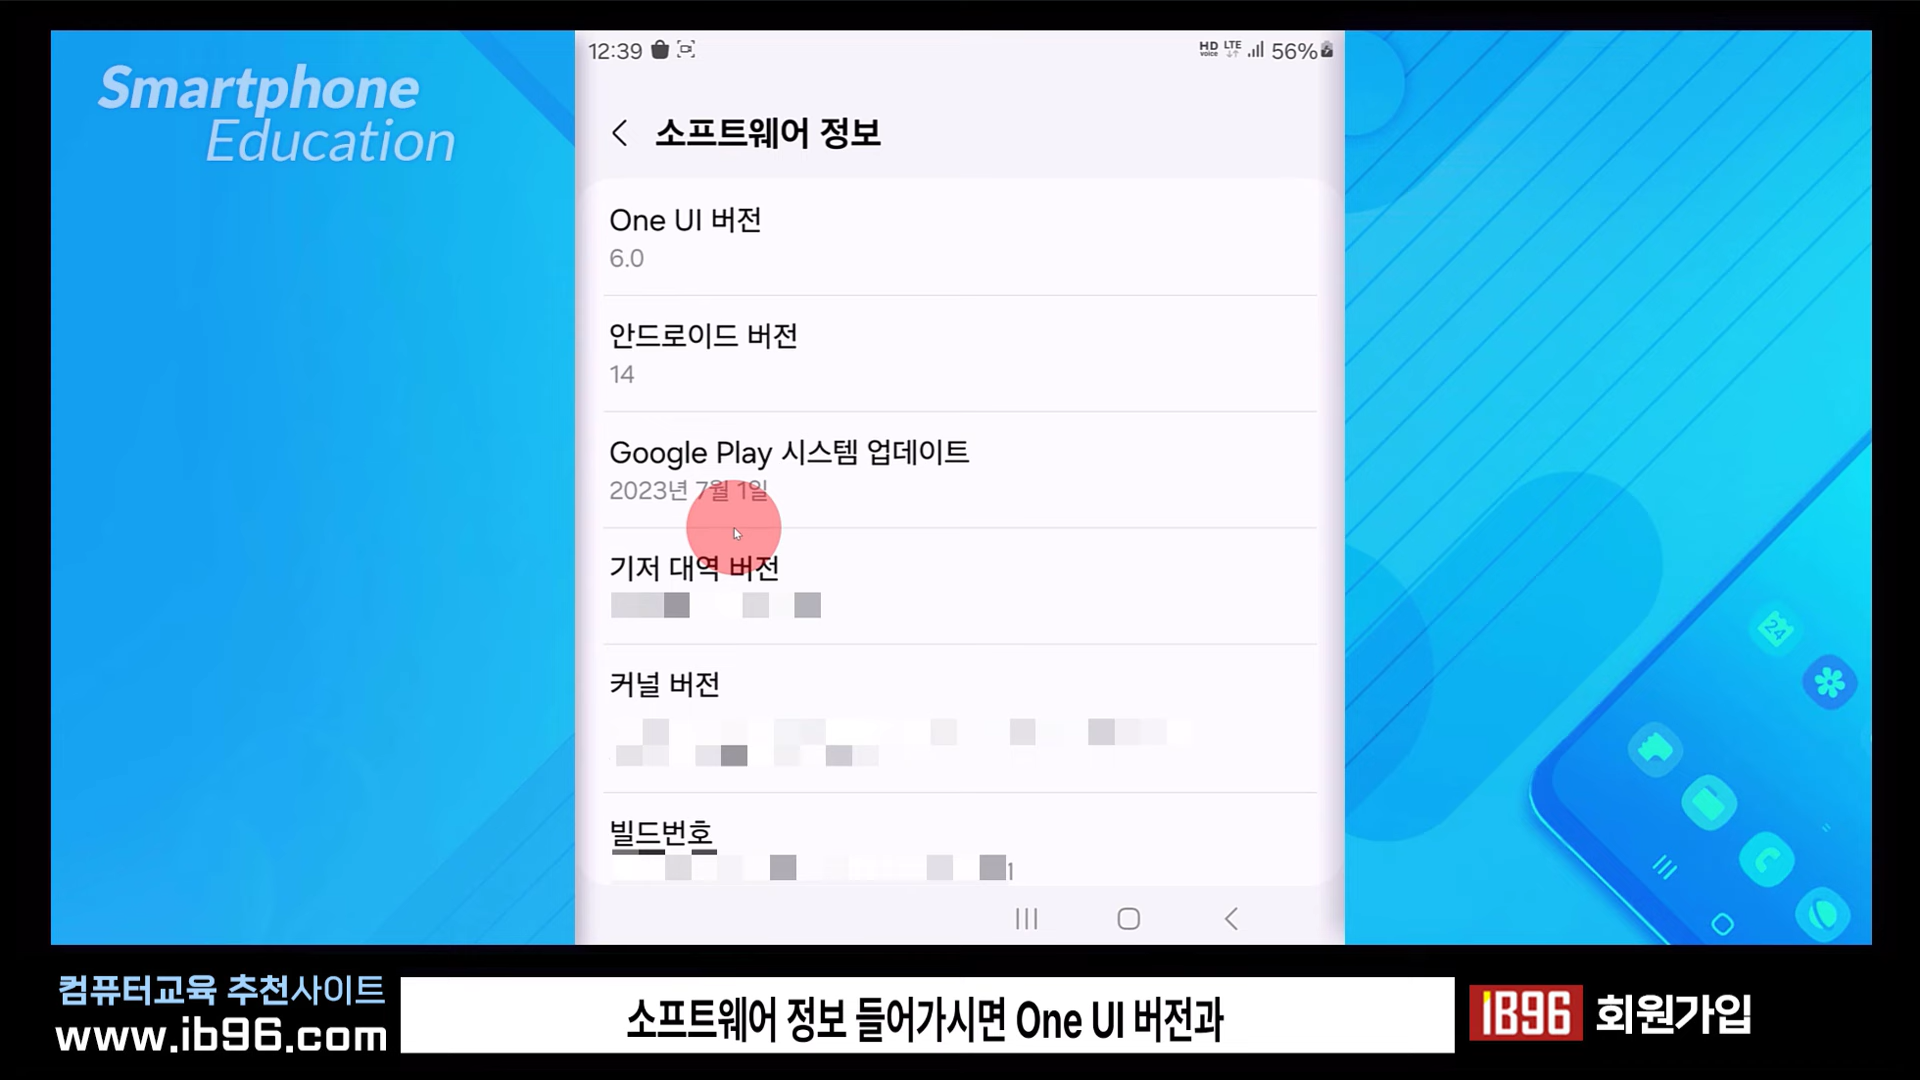 Smartphone
Education
12:39
HD voice LTE 56%
소프트웨어 정보
One UI 버전
6.0
안드로이드 버전
14
Google Play 시스템 업데이트
2023년 7월 1일
기저 대역 버전
커널 버전
빌드번호
1
24
컴퓨터교육 추천사이트
www.ib96.com
소프트웨어 정보 들어가시면 One UI 버전과
IB96 회원가입